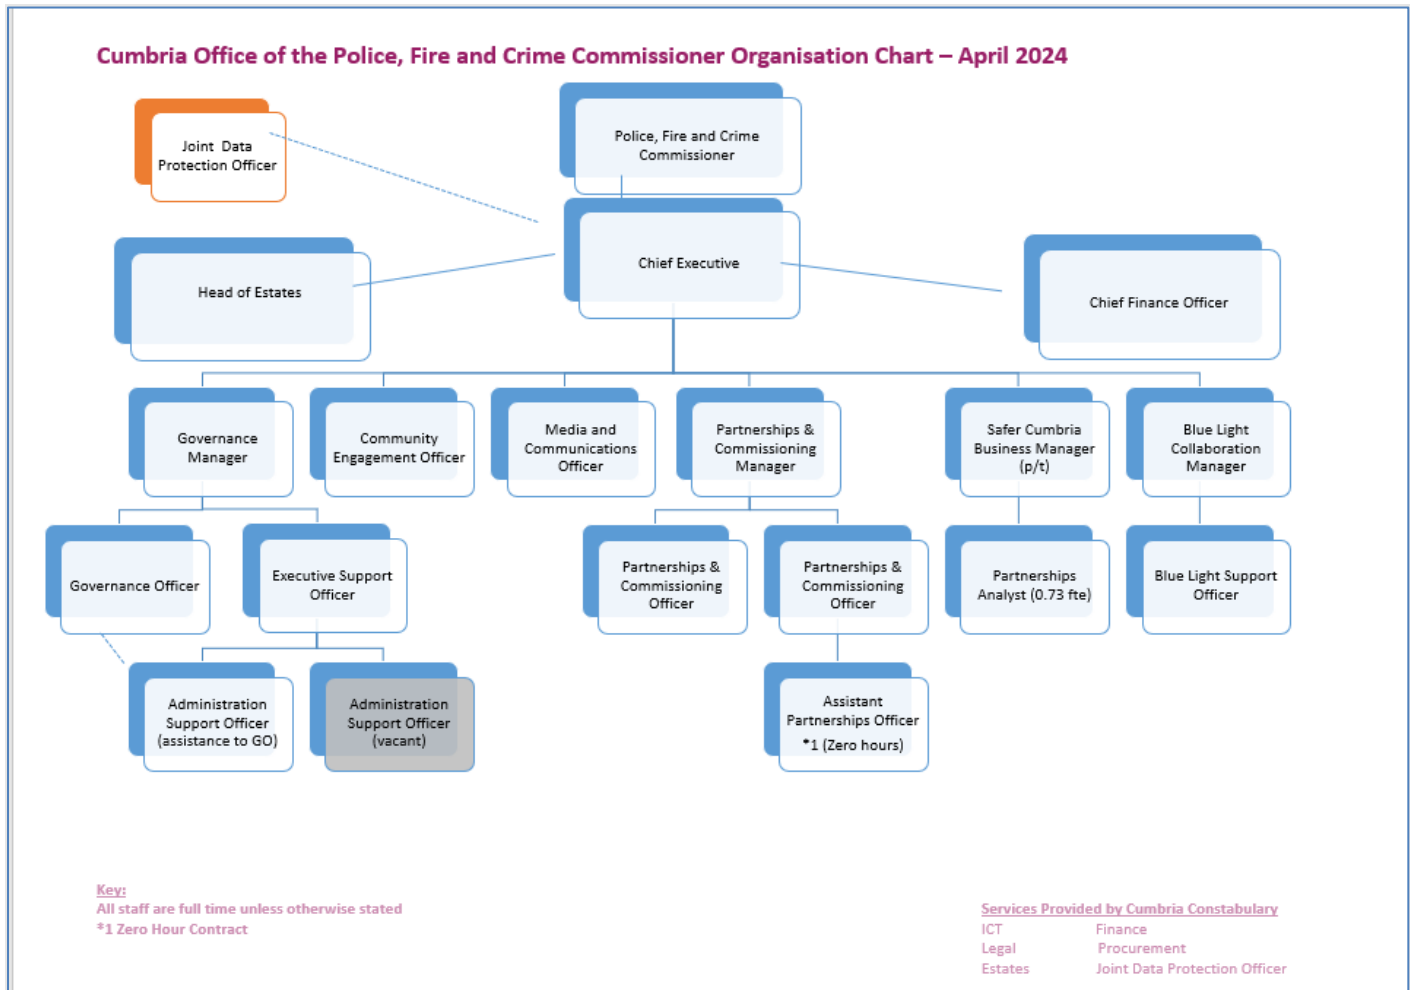 Cumbria Office of the Police, Fire and Crime Commissioner Organisation Chart – April 2024
Joint Data
Protection Officer
Police, Fire and Crime
Commissioner
Head of Estates
Chief Executive
Chief Finance Officer
Governance
Manager
Community
Engagement Officer
Media and
Communications
Officer
Partnerships &
Commissioning
Manager
Safer Cumbria
Business Manager
(p/t)
Blue Light
Collaboration
Manager
Governance Officer
Executive Support
Officer
Partnerships &
Commissioning
Officer
Partnerships &
Commissioning
Officer
Partnerships
Analyst (0.73 fte)
Blue Light Support
Officer
Administration
Support Officer
(assistance to GO)
Administration
Support Officer
(vacant)
Assistant
Partnerships Officer
*1 (Zero hours)
Key:
All staff are full time unless otherwise stated
*1 Zero Hour Contract
Services Provided by Cumbria Constabulary
ICT Finance
Legal Procurement
Estates Joint Data Protection Officer